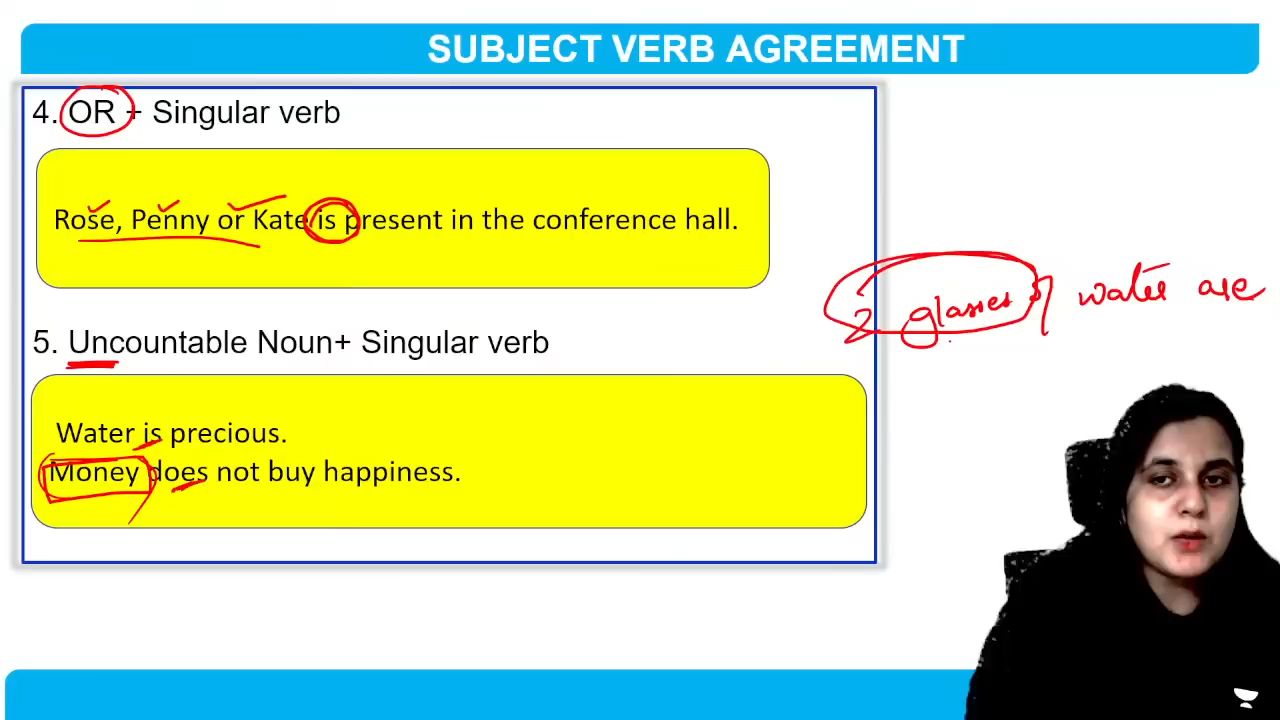 SUBJECT VERB AGREEMENT
4. OR + Singular verb
Rose, Penny or Kate is present in the conference hall.
2 glasses of water are
5. Uncountable Noun+ Singular verb
Water is precious.
Money does not buy happiness.